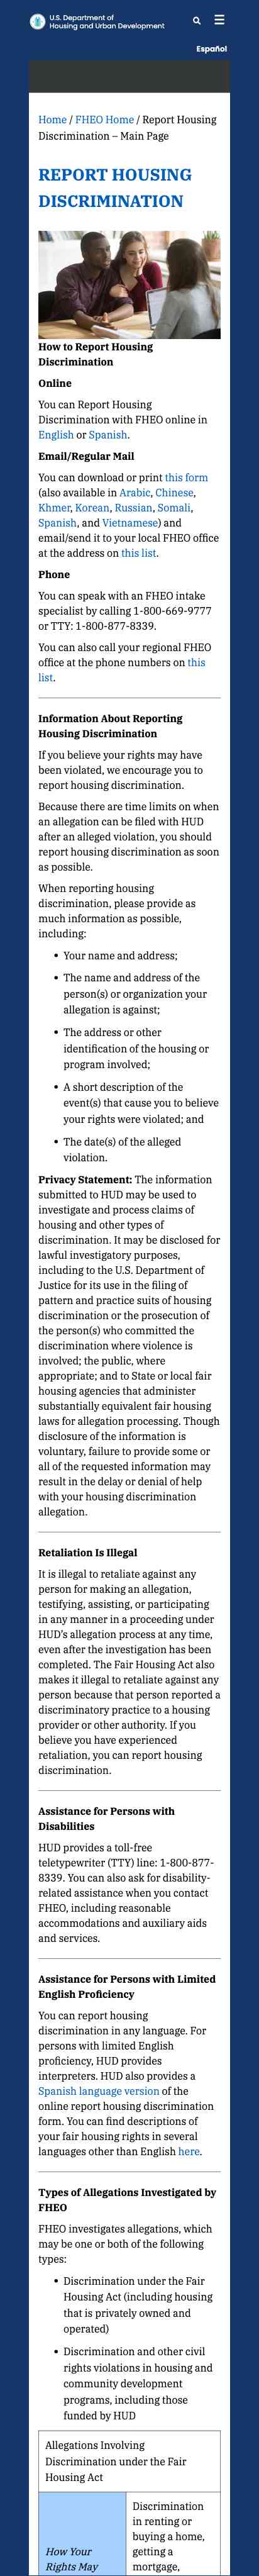 U.S. Department of
Housing and Urban Development
Español
Home / FHEO Home / Report Housing
Discrimination – Main Page
REPORT HOUSING
DISCRIMINATION
How to Report Housing
Discrimination
Online
You can Report Housing
Discrimination with FHEO online in
English or Spanish.
Email/Regular Mail
You can download or print this form
(also available in Arabic, Chinese,
Khmer, Korean, Russian, Somali,
Spanish, and Vietnamese) and
email/send it to your local FHEO office
at the address on this list.
Phone
You can speak with an FHEO intake
specialist by calling 1-800-669-9777
or TTY: 1-800-877-8339.
You can also call your regional FHEO
office at the phone numbers on this
list.
Information About Reporting
Housing Discrimination
If you believe your rights may have
been violated, we encourage you to
report housing discrimination.
Because there are time limits on when
an allegation can be filed with HUD
after an alleged violation, you should
report housing discrimination as soon
as possible.
When reporting housing
discrimination, please provide as
much information as possible,
including:
• Your name and address;
• The name and address of the
person(s) or organization your
allegation is against;
• The address or other
identification of the housing or
program involved;
• A short description of the
event(s) that cause you to believe
your rights were violated; and
• The date(s) of the alleged
violation.
Privacy Statement: The information
submitted to HUD may be used to
investigate and process claims of
housing and other types of
discrimination. It may be disclosed for
lawful investigatory purposes,
including to the U.S. Department of
Justice for its use in the filing of
pattern and practice suits of housing
discrimination or the prosecution of
the person(s) who committed the
discrimination where violence is
involved; the public, where
appropriate; and to State or local fair
housing agencies that administer
substantially equivalent fair housing
laws for allegation processing. Though
disclosure of the information is
voluntary, failure to provide some or
all of the requested information may
result in the delay or denial of help
with your housing discrimination
allegation.
Retaliation Is Illegal
It is illegal to retaliate against any
person for making an allegation,
testifying, assisting, or participating
in any manner in a proceeding under
HUD's allegation process at any time,
even after the investigation has been
completed. The Fair Housing Act also
makes it illegal to retaliate against any
person because that person reported a
discriminatory practice to a housing
provider or other authority. If you
believe you have experienced
retaliation, you can report housing
discrimination.
Assistance for Persons with
Disabilities
HUD provides a toll-free
teletypewriter (TTY) line: 1-800-877-
8339. You can also ask for disability-
related assistance when you contact
FHEO, including reasonable
accommodations and auxiliary aids
and services.
Assistance for Persons with Limited
English Proficiency
You can report housing
discrimination in any language. For
persons with limited English
proficiency, HUD provides
interpreters. HUD also provides a
Spanish language version of the
online report housing discrimination
form. You can find descriptions of
your fair housing rights in several
languages other than English here.
Types of Allegations Investigated by
FHEO
FHEO investigates allegations, which
may be one or both of the following
types:
• Discrimination under the Fair
Housing Act (including housing
that is privately owned and
operated)
• Discrimination and other civil
rights violations in housing and
community development
programs, including those
funded by HUD
Allegations Involving
Discrimination under the Fair
Housing Act
How Your
Rights May
Discrimination
in renting or
buying a home,
getting a
mortgage,